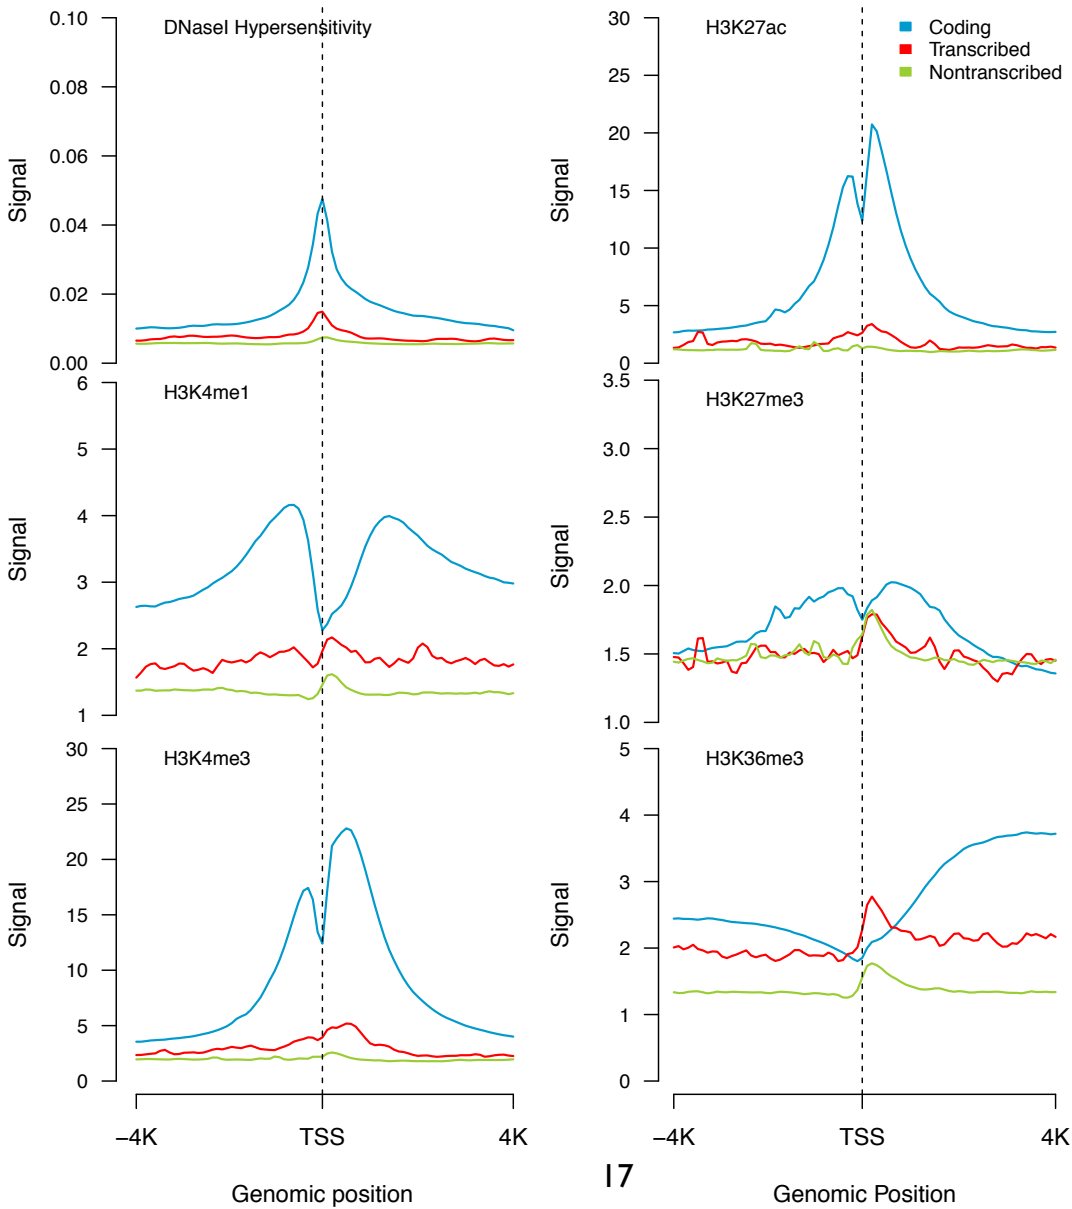 DNaseI Hypersensitivity
0.10
0.08
0.06
0.04
0.02
0.00
Signal
H3K27ac
Coding
Transcribed
Nontranscribed
30
25
20
15
10
5
0
Signal
H3K4me1
6
5
4
3
2
1
Signal
H3K27me3
3.5
3.0
2.5
2.0
1.5
1.0
Signal
H3K4me3
30
25
20
15
10
5
0
Signal
−4K
TSS
4K
Genomic position
H3K36me3
5
4
3
2
1
0
Signal
−4K
TSS
4K
Genomic Position
17